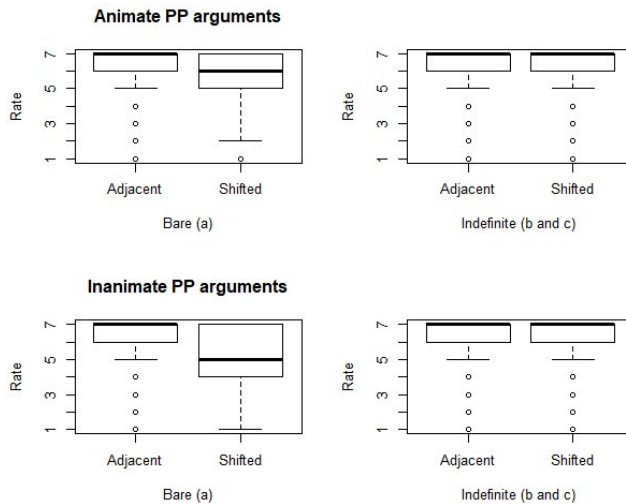 Animate PP arguments
Rate
7
5
3
1
Adjacent Shifted
Bare (a)
Rate
7
5
3
1
Adjacent Shifted
Indefinite (b and c)
Inanimate PP arguments
Rate
7
5
3
1
Adjacent Shifted
Bare (a)
Rate
7
5
3
1
Adjacent Shifted
Indefinite (b and c)